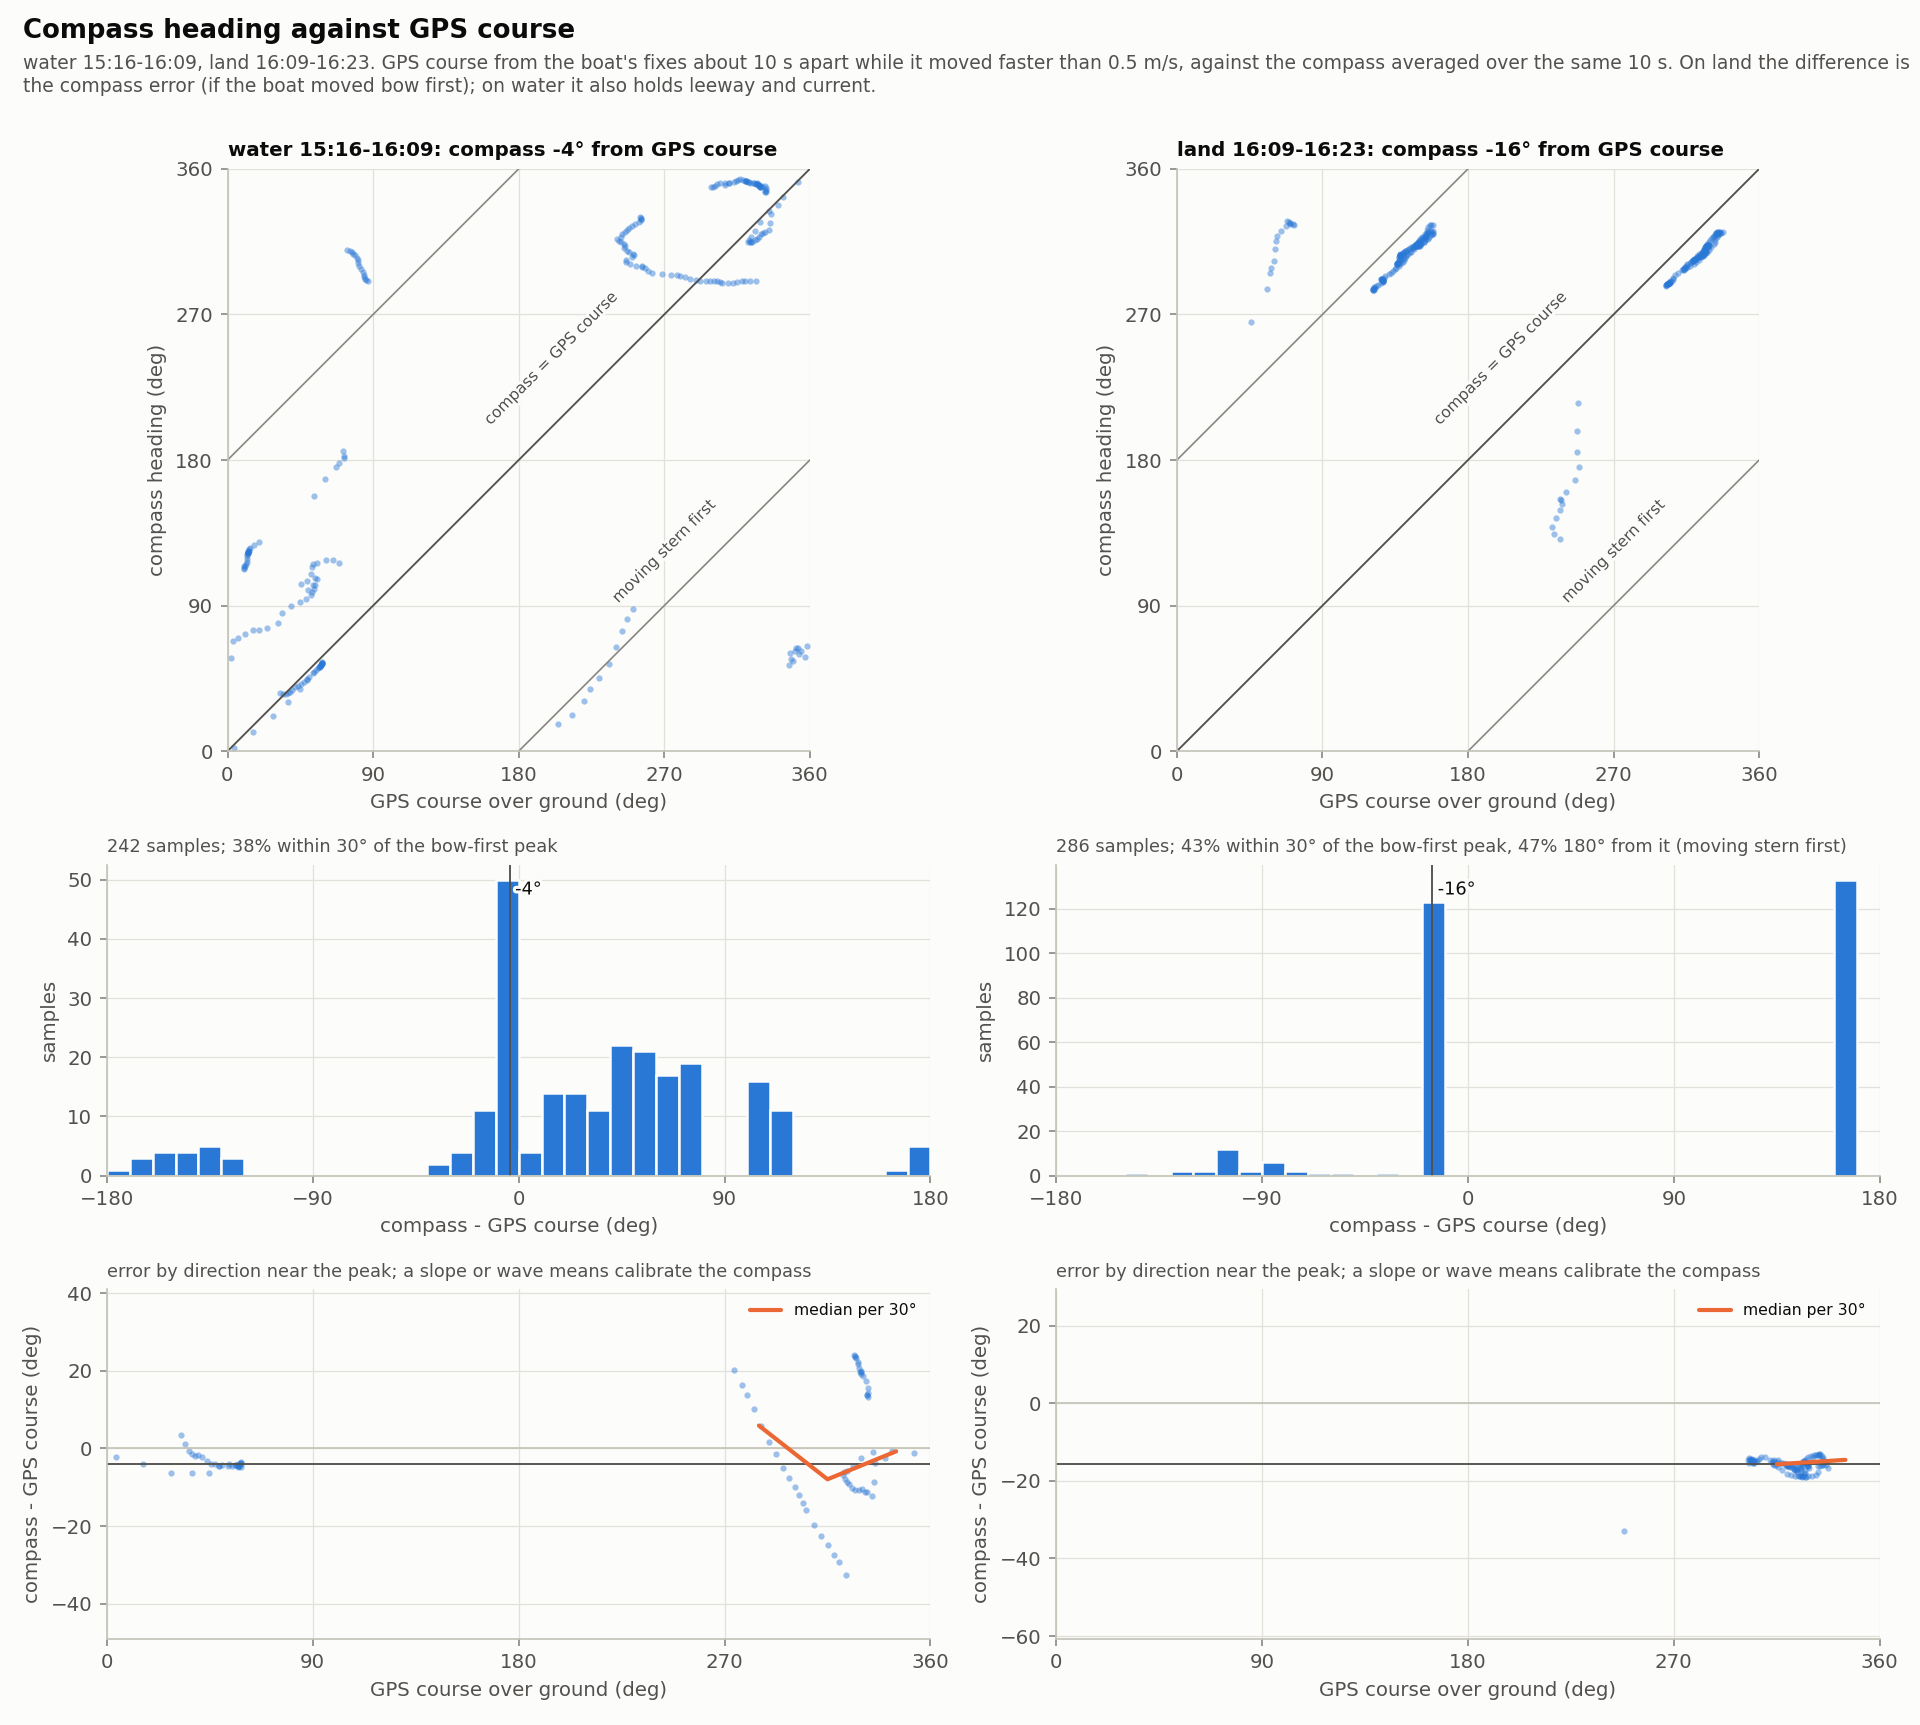 Compass heading against GPS course
water 15:16-16:09, land 16:09-16:23. GPS course from the boat's fixes about 10 s apart while it moved faster than 0.5 m/s, against the compass averaged over the same 10 s. On land the difference is
the compass error (if the boat moved bow first); on water it also holds leeway and current.
water 15:16-16:09: compass -4° from GPS course
360
270
180
90
0
compass heading (deg)
compass = GPS course
moving stern first
0 90 180 270 360
GPS course over ground (deg)
land 16:09-16:23: compass -16° from GPS course
360
270
180
90
0
compass heading (deg)
compass = GPS course
moving stern first
0 90 180 270 360
GPS course over ground (deg)
242 samples; 38% within 30° of the bow-first peak
50
40
30
20
10
0
samples
-4°
−180 −90 0 90 180
compass - GPS course (deg)
286 samples; 43% within 30° of the bow-first peak, 47% 180° from it (moving stern first)
120
100
80
60
40
20
0
samples
-16°
−180 −90 0 90 180
compass - GPS course (deg)
error by direction near the peak; a slope or wave means calibrate the compass
40
20
0
−20
−40
compass - GPS course (deg)
median per 30°
0 90 180 270 360
GPS course over ground (deg)
error by direction near the peak; a slope or wave means calibrate the compass
20
0
−20
−40
−60
compass - GPS course (deg)
median per 30°
0 90 180 270 360
GPS course over ground (deg)